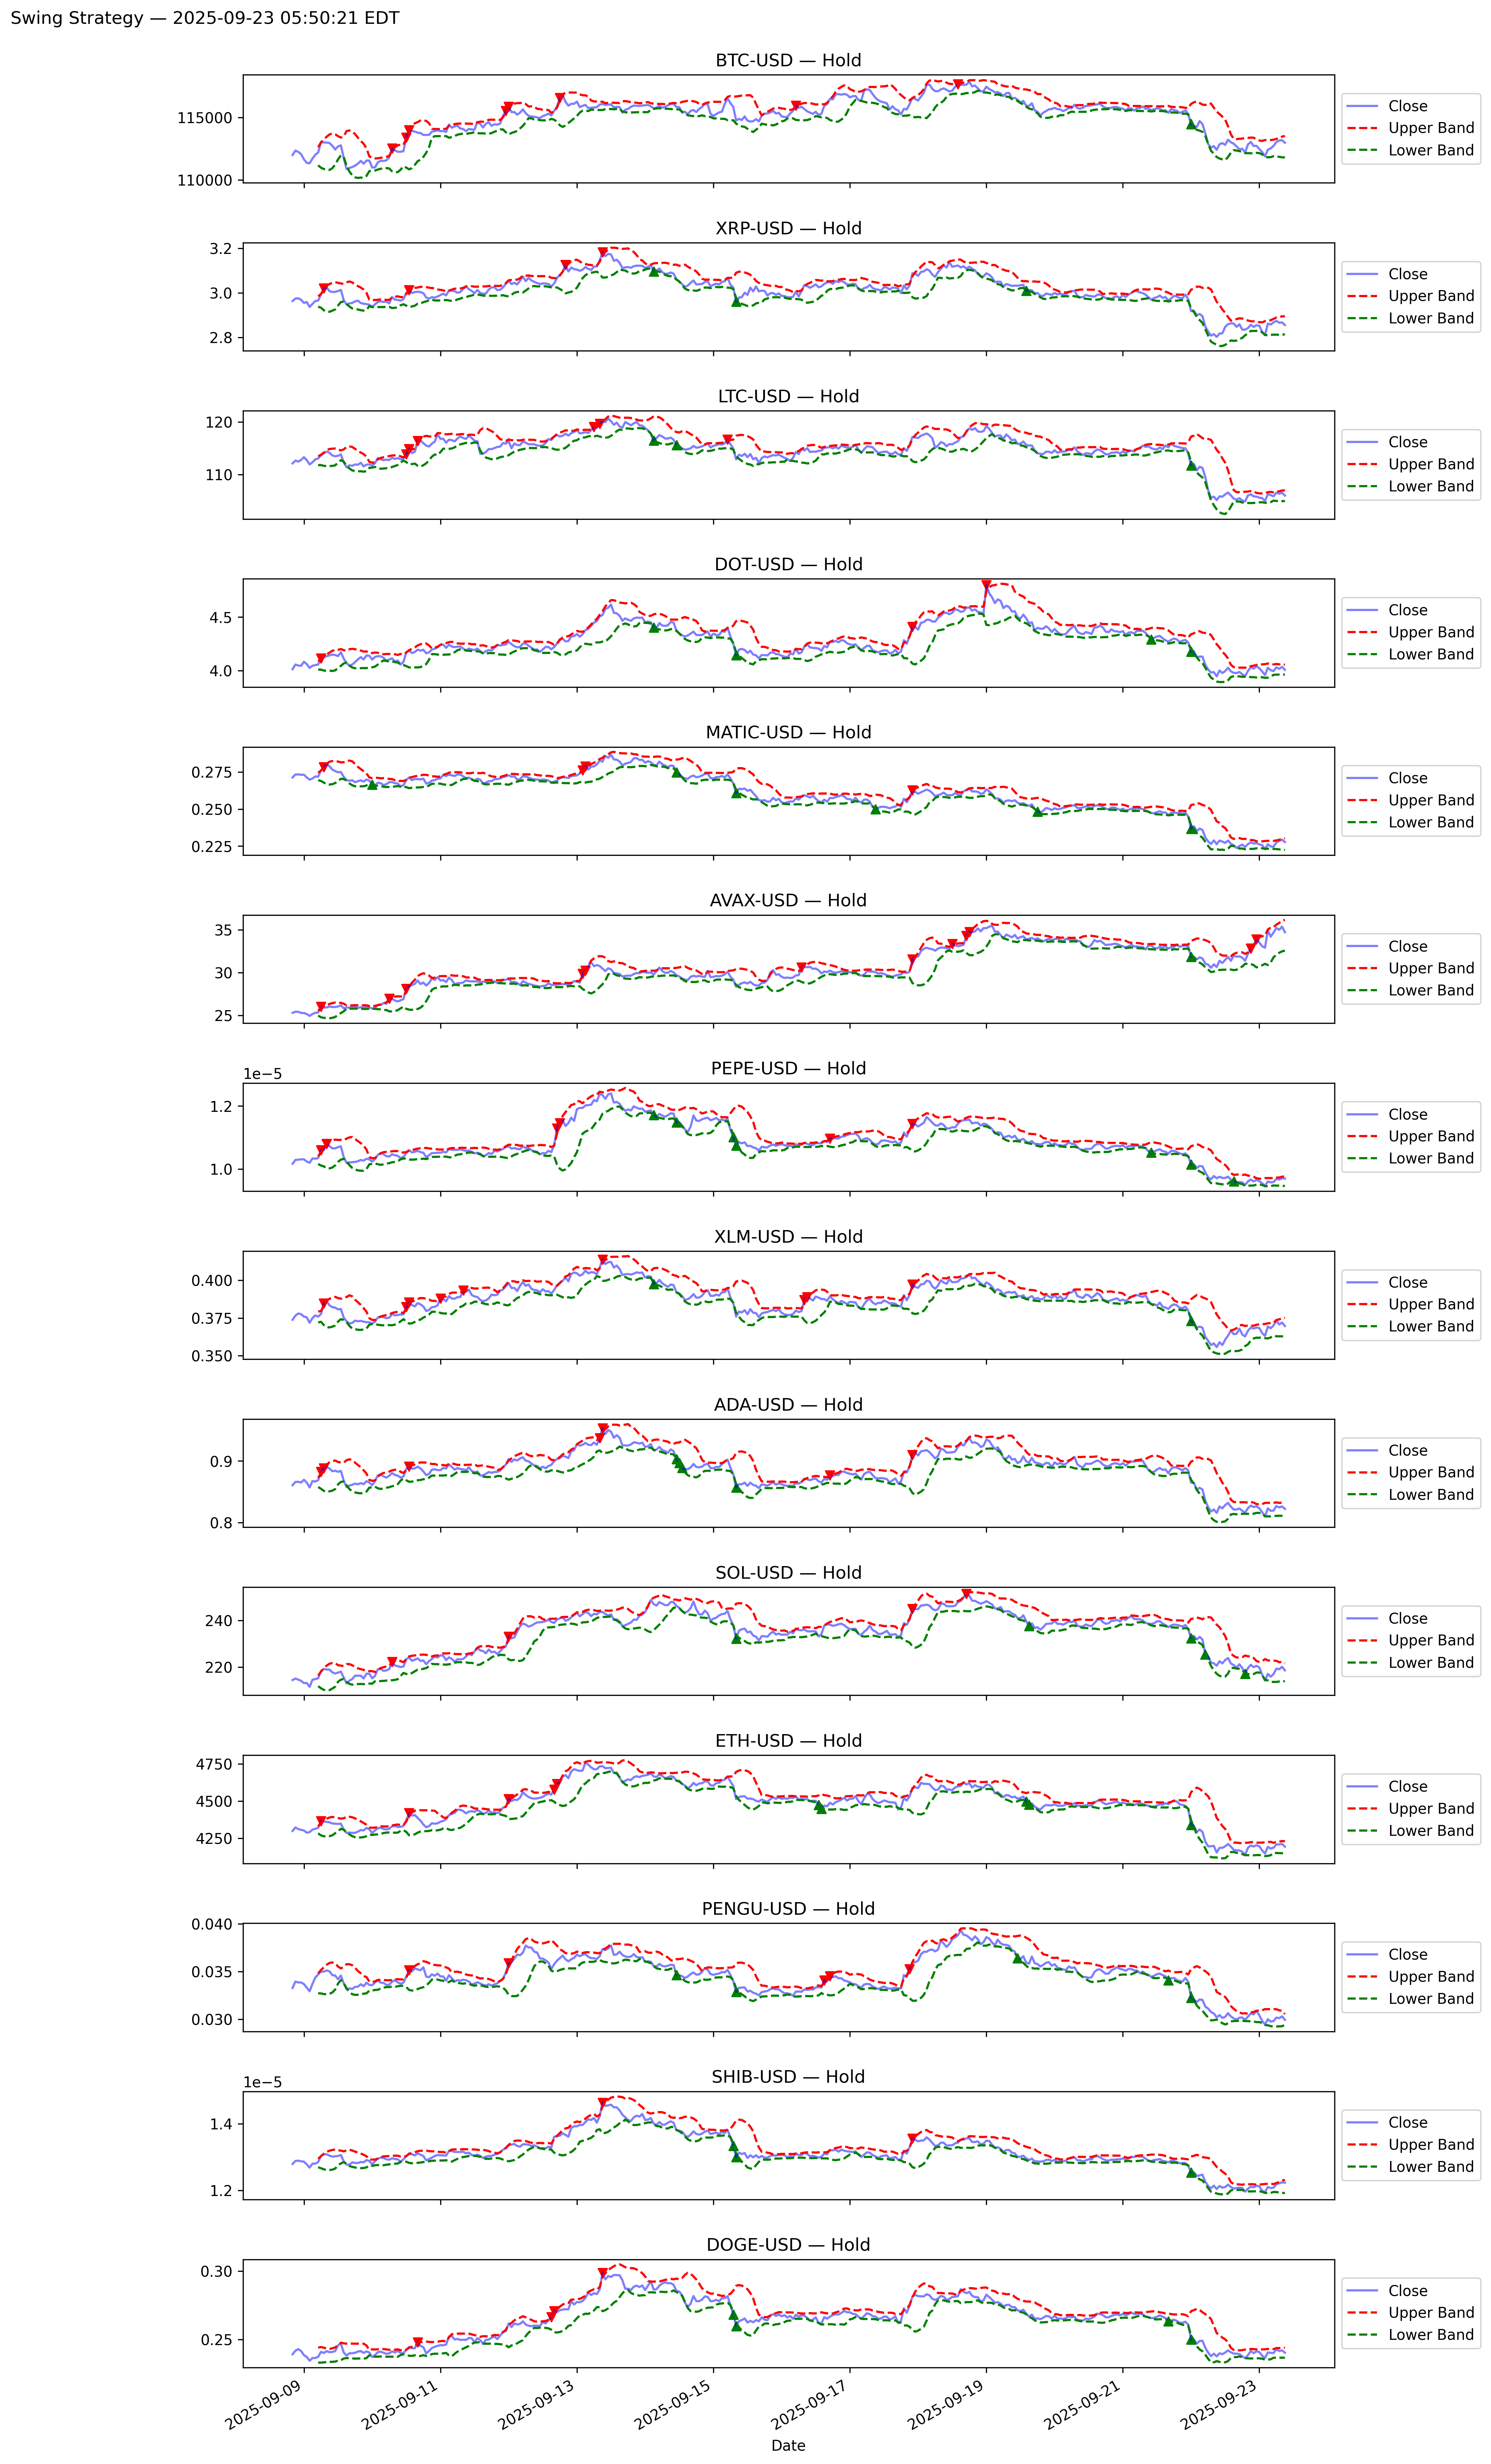 Swing Strategy — 2025-09-23 05:50:21 EDT
BTC-USD — Hold
115000
110000
Close
Upper Band
Lower Band
XRP-USD — Hold
3.2
3.0
2.8
Close
Upper Band
Lower Band
LTC-USD — Hold
120
110
Close
Upper Band
Lower Band
DOT-USD — Hold
4.5
4.0
Close
Upper Band
Lower Band
MATIC-USD — Hold
0.275
0.250
0.225
Close
Upper Band
Lower Band
AVAX-USD — Hold
35
30
25
Close
Upper Band
Lower Band
PEPE-USD — Hold
1e−5
1.2
1.0
Close
Upper Band
Lower Band
XLM-USD — Hold
0.400
0.375
0.350
Close
Upper Band
Lower Band
ADA-USD — Hold
0.9
0.8
Close
Upper Band
Lower Band
SOL-USD — Hold
240
220
Close
Upper Band
Lower Band
ETH-USD — Hold
4750
4500
4250
Close
Upper Band
Lower Band
PENGU-USD — Hold
0.040
0.035
0.030
Close
Upper Band
Lower Band
SHIB-USD — Hold
1e−5
1.4
1.2
Close
Upper Band
Lower Band
DOGE-USD — Hold
0.30
0.25
Close
Upper Band
Lower Band
2025-09-09
2025-09-11
2025-09-13
2025-09-15
2025-09-17
2025-09-19
2025-09-21
2025-09-23
Date